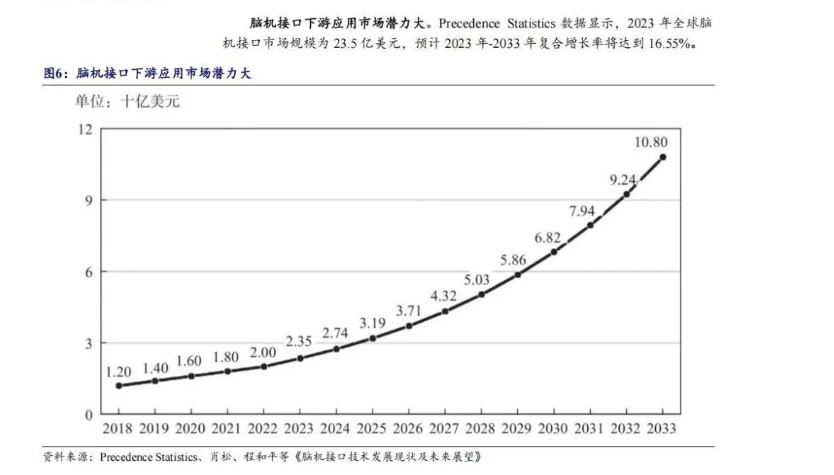 脑机接口下游应用市场潜力大。Precedence Statistics 数据显示，2023 年全球脑
机接口市场规模为 23.5 亿美元，预计 2023 年-2033 年复合增长率将达到 16.55%。
图6：脑机接口下游应用市场潜力大
单位：十亿美元
12
9
6
3
0
1.20 1.40 1.60 1.80 2.00 2.35 2.74 3.19 3.71 4.32 5.03 5.86 6.82 7.94 9.24 10.80
2018 2019 2020 2021 2022 2023 2024 2025 2026 2027 2028 2029 2030 2031 2032 2033
资料来源：Precedence Statistics、肖松、程和平等《脑机接口技术发展现状及未来展望》